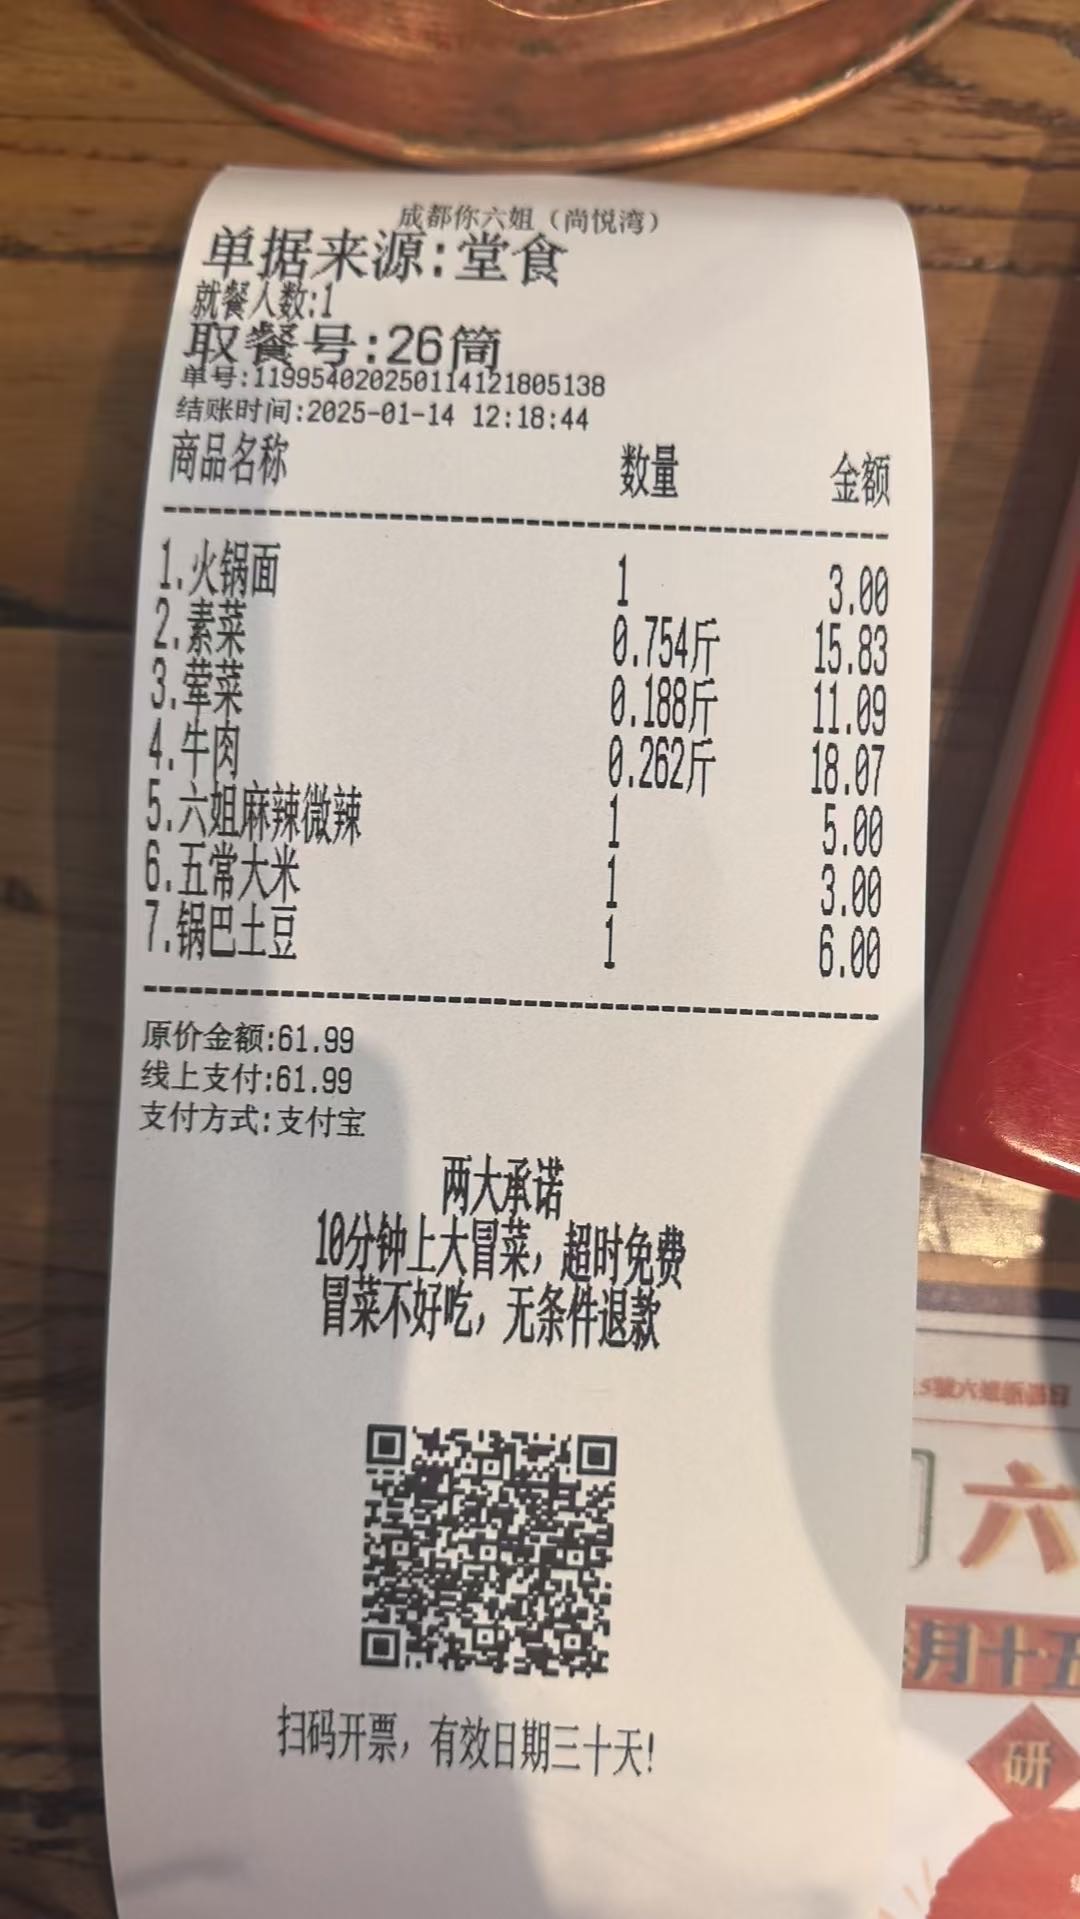 成都你六姐（尚悦湾）
单据来源:堂食
就餐人数:1
取餐号:26筒
单号:119954020250114121805138
结账时间:2025-01-14 12:18:44
商品名称 数量 金额
1.火锅面 1 3.00
2.素菜 0.754斤 15.83
3.荤菜 0.188斤 11.09
4.牛肉 0.262斤 18.07
5.六姐麻辣微辣 1 5.00
6.五常大米 1 3.00
7.锅巴土豆 1 6.00
原价金额:61.99
线上支付:61.99
支付方式:支付宝
两大承诺
10分钟上大冒菜，超时免费
冒菜不好吃，无条件退款
扫码开票，有效日期三十天!
六
月十五
研